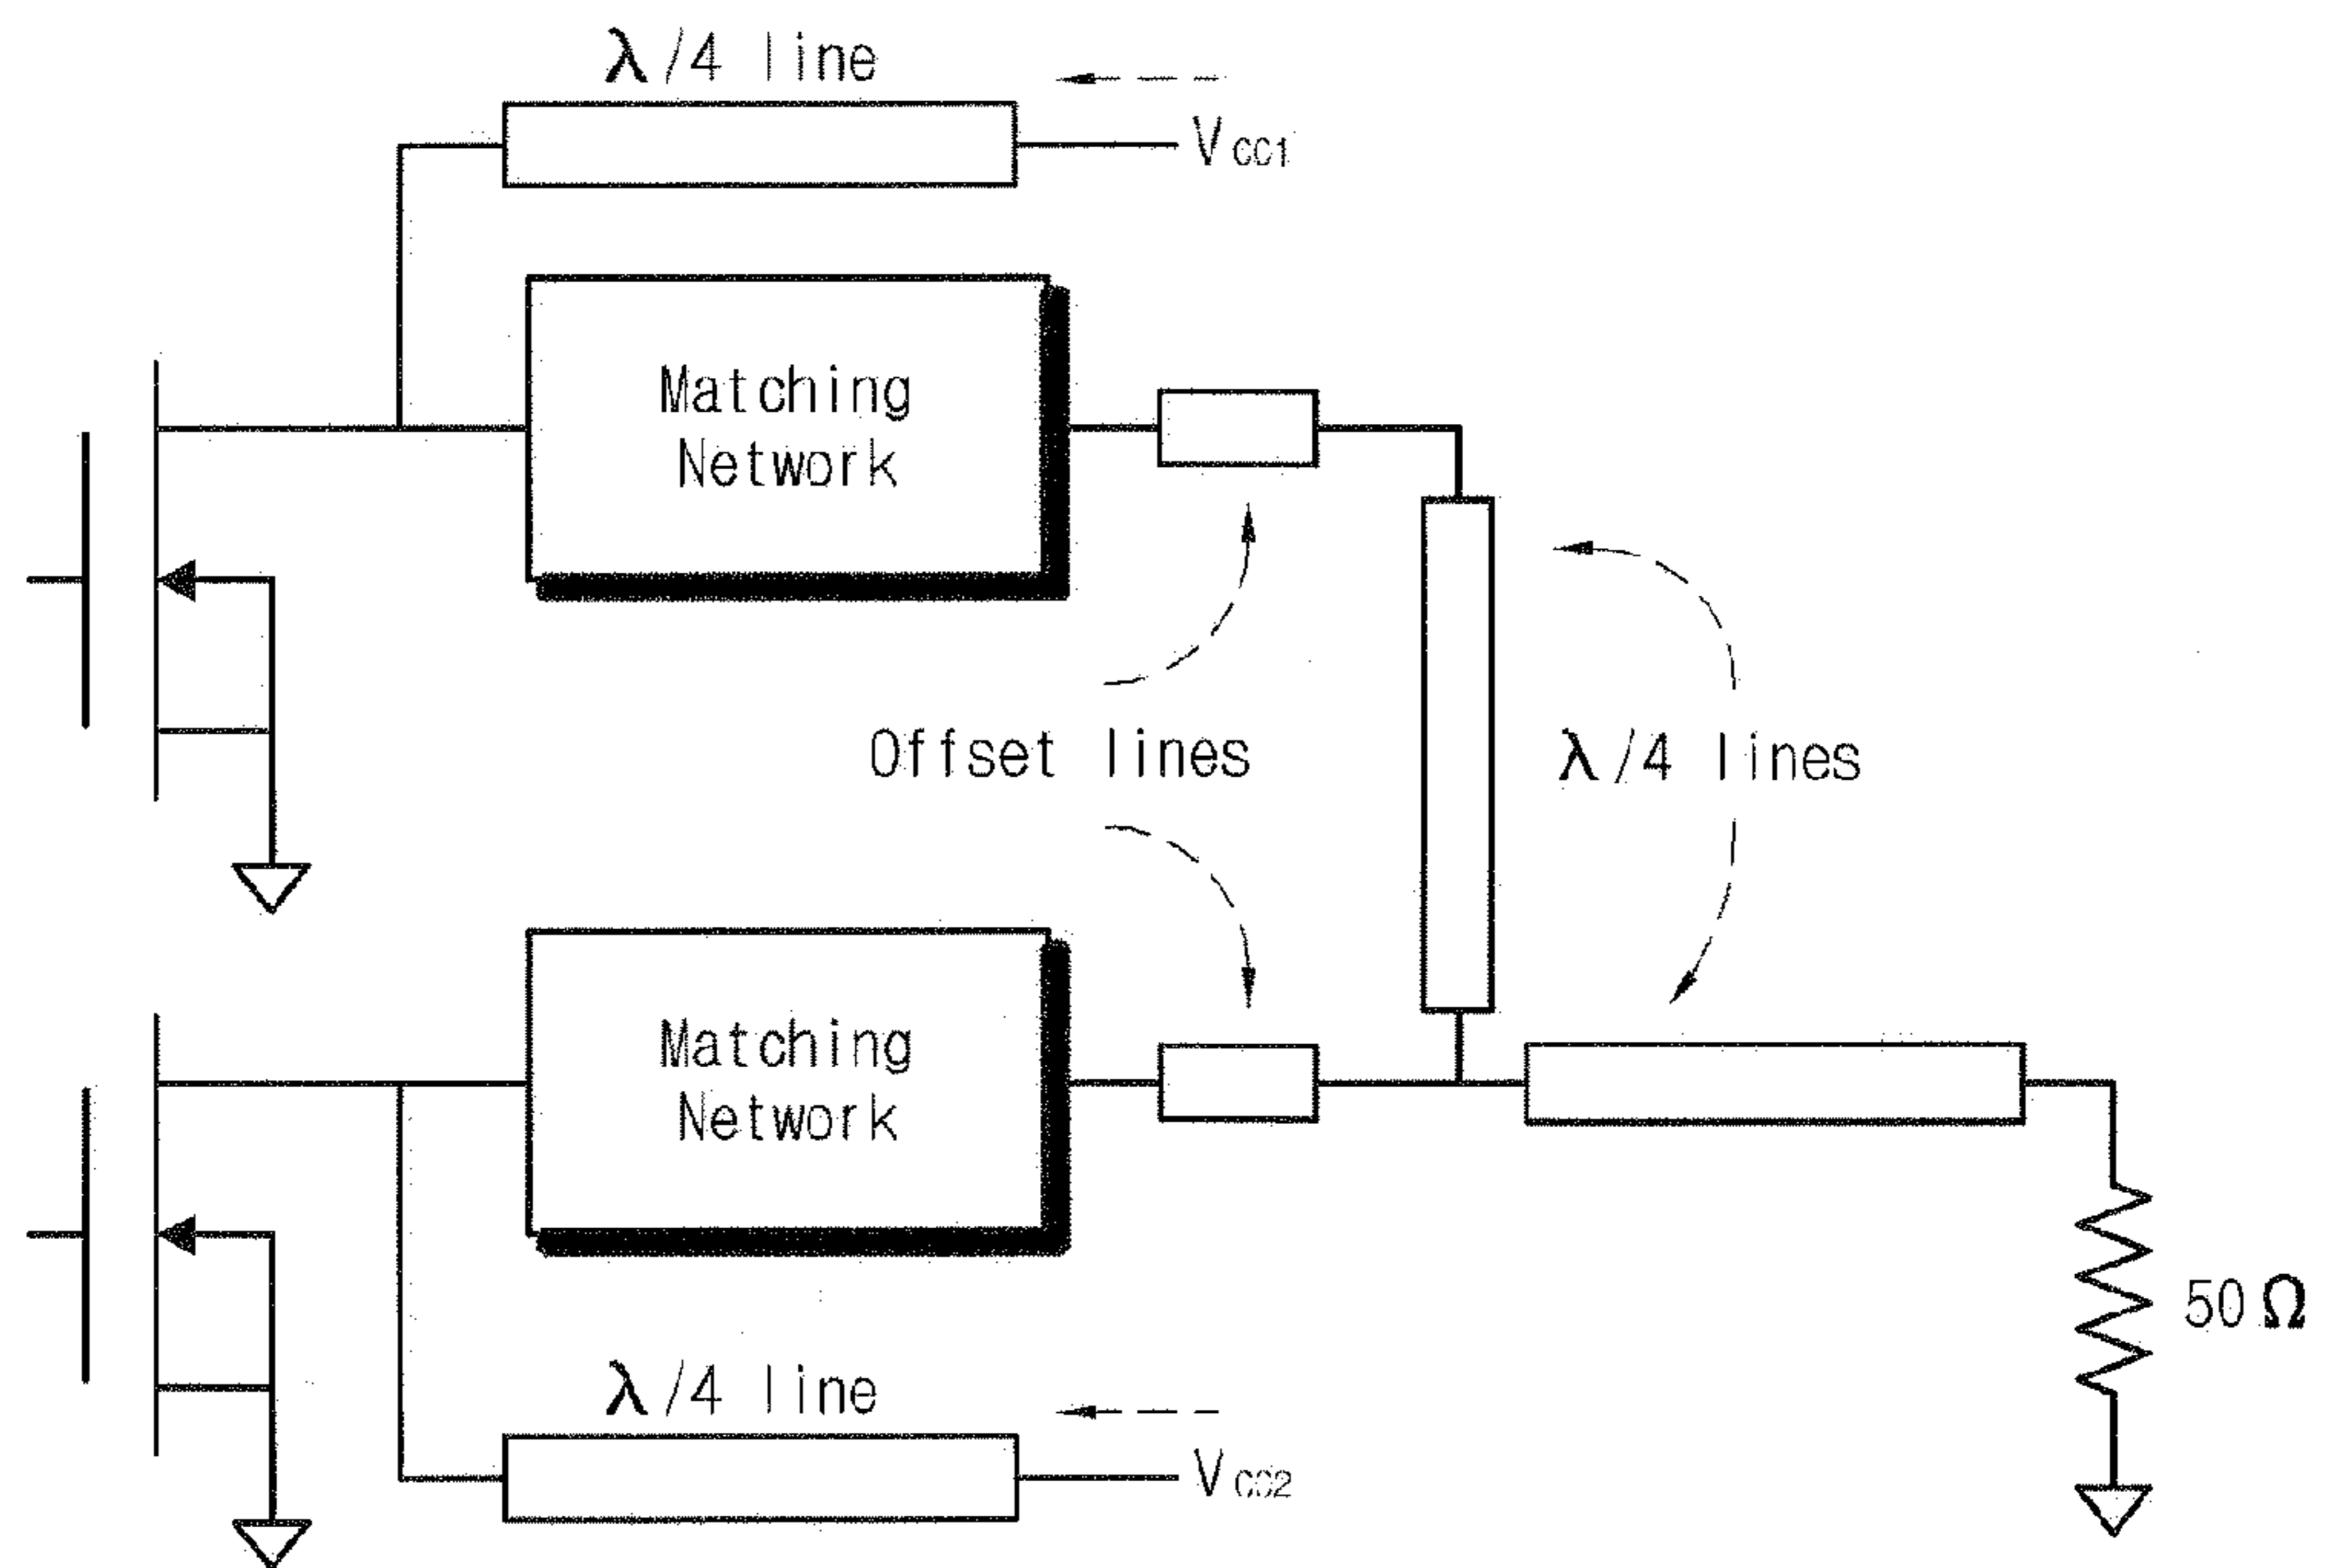 λ/4 line
Vcc1
Matching
Network
Offset lines
λ/4 lines
Matching
Network
50Ω
λ/4 line
Vcc2